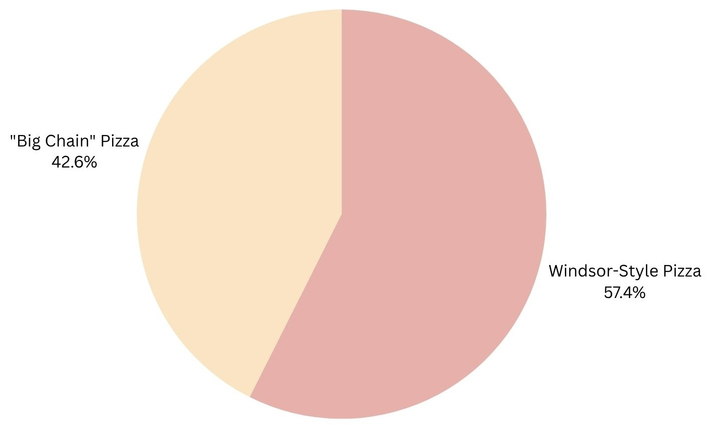 "Big Chain" Pizza
42.6%
Windsor-Style Pizza
57.4%